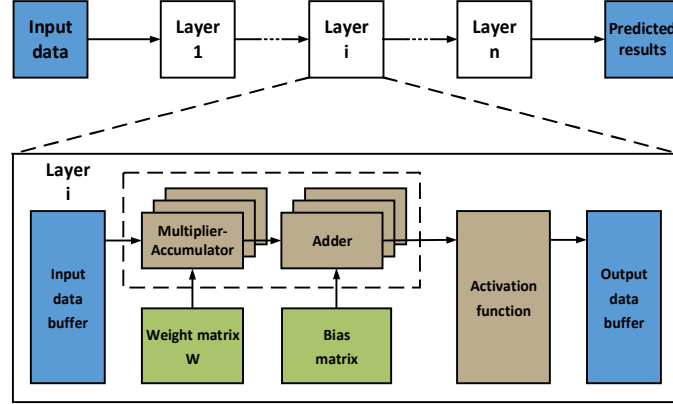 Input
data
Layer
1
Layer
i
Layer
n
Predicted
results
Layer
i
Input
data
buffer
Multiplier-
Accumulator
Adder
Weight matrix
W
Bias
matrix
Activation
function
Output
data
buffer